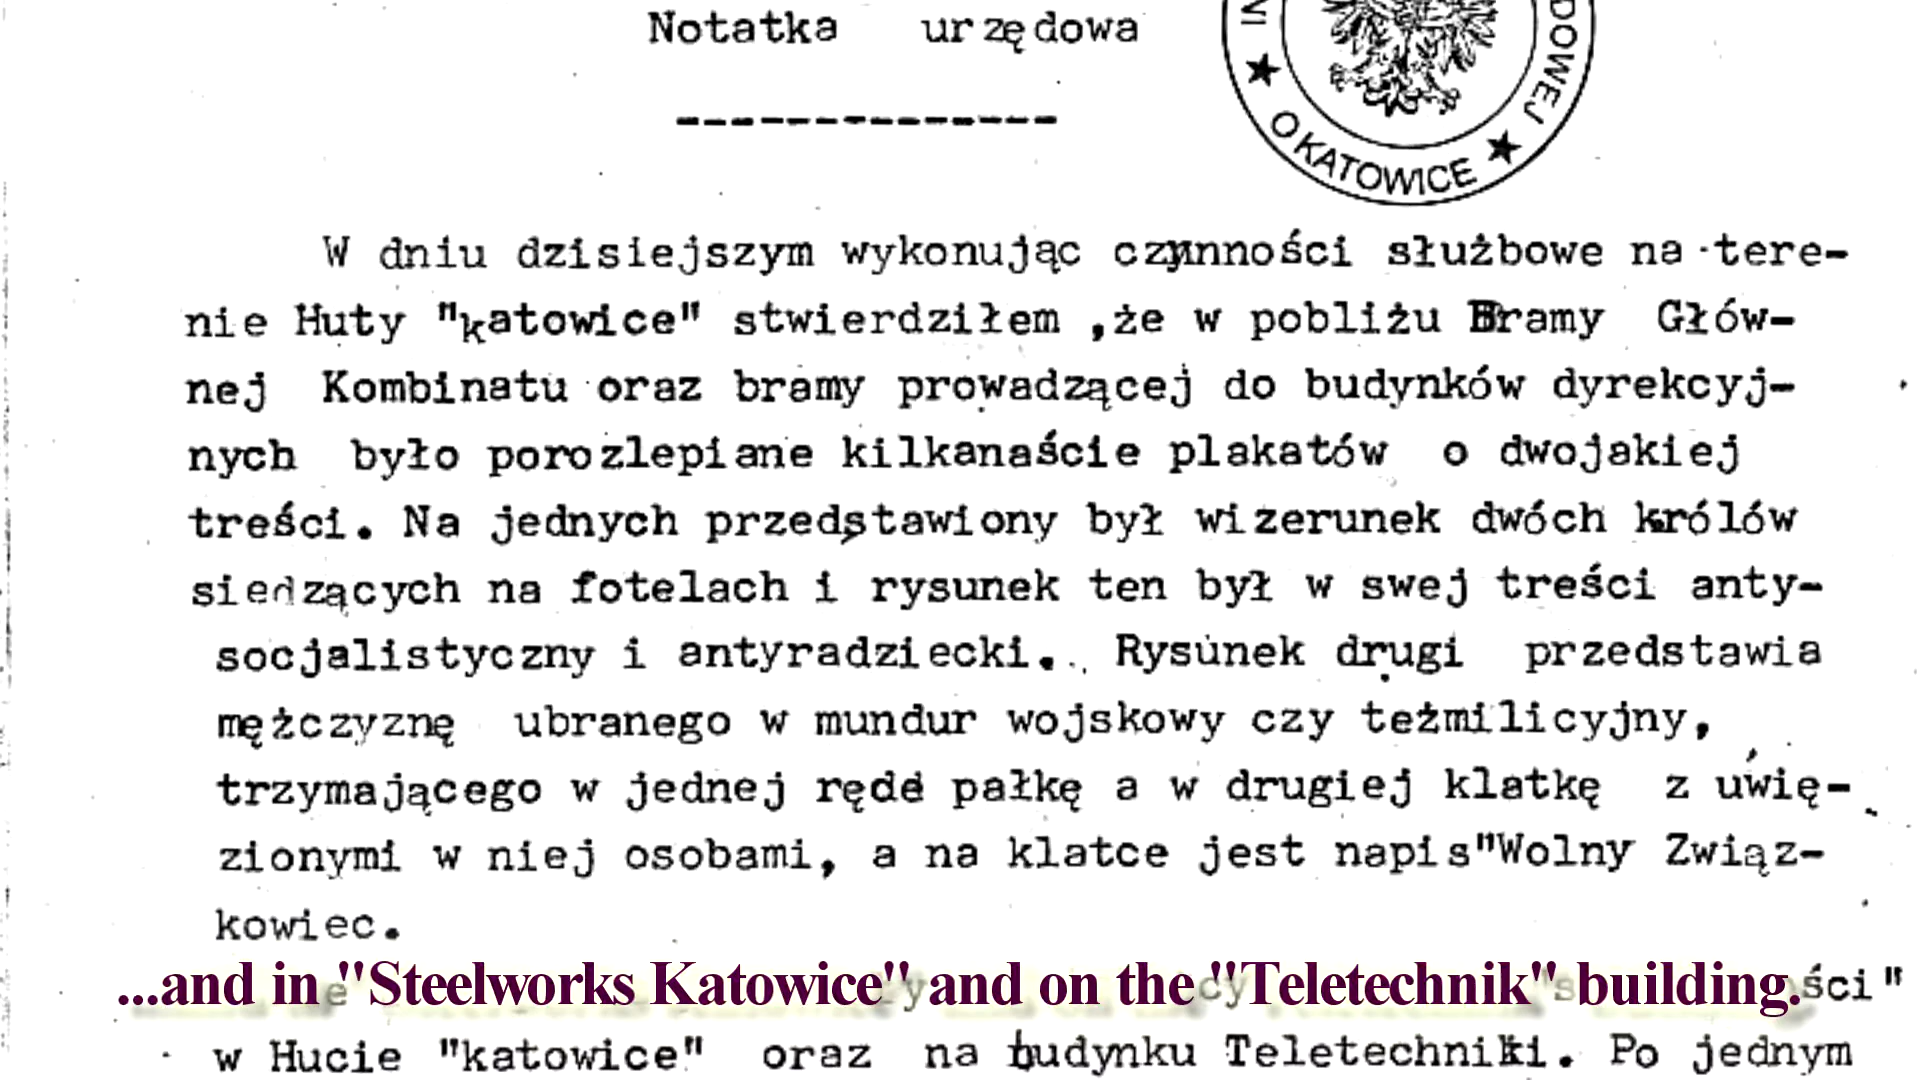 Notatka urzędowa
DOWEJ
O KATOWICE
W dniu dzisiejszym wykonując czynności służbowe na tere-
nie Huty "katowice" stwierdziłem ,że w pobliżu Bramy Głów-
nej Kombinatu oraz bramy prowadzącej do budynków dyrekcyj-
nych było porozlepiane kilkanaście plakatów o dwojakiej
treści. Na jednych przedstawiony był wizerunek dwóch królów
siedzących na fotelach i rysunek ten był w swej treści anty-
socjalistyczny i antyradziecki. Rysunek drugi przedstawia
mężczyznę ubranego w mundur wojskowy czy teżmilicyjny,
trzymającego w jednej ręde pałkę a w drugiej klatkę z uwię-
zionymi w niej osobami, a na klatce jest napis"Wolny Związ-
kowiec.
...and in "Steelworks Katowice" and on the "Teletechnik" building.
ści"
w Hucie "katowice" oraz na budynku Teletechniki. Po jednym